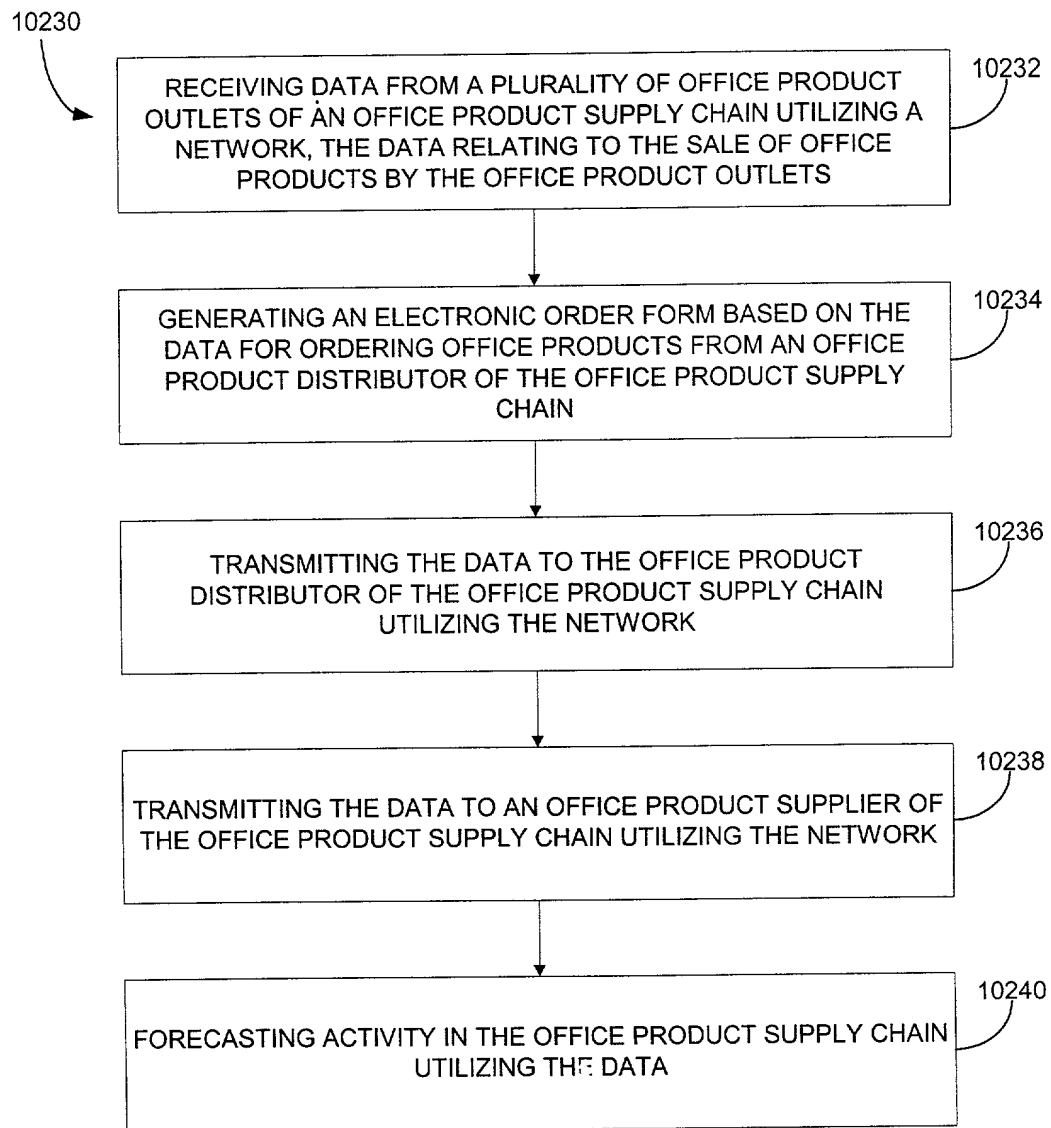 10230
RECEIVING DATA FROM A PLURALITY OF OFFICE PRODUCT
OUTLETS OF AN OFFICE PRODUCT SUPPLY CHAIN UTILIZING A
NETWORK, THE DATA RELATING TO THE SALE OF OFFICE
PRODUCTS BY THE OFFICE PRODUCT OUTLETS
10232
GENERATING AN ELECTRONIC ORDER FORM BASED ON THE
DATA FOR ORDERING OFFICE PRODUCTS FROM AN OFFICE
PRODUCT DISTRIBUTOR OF THE OFFICE PRODUCT SUPPLY
CHAIN
10234
TRANSMITTING THE DATA TO THE OFFICE PRODUCT
DISTRIBUTOR OF THE OFFICE PRODUCT SUPPLY CHAIN
UTILIZING THE NETWORK
10236
TRANSMITTING THE DATA TO AN OFFICE PRODUCT SUPPLIER OF
THE OFFICE PRODUCT SUPPLY CHAIN UTILIZING THE NETWORK
10238
FORECASTING ACTIVITY IN THE OFFICE PRODUCT SUPPLY CHAIN
UTILIZING THE DATA
10240